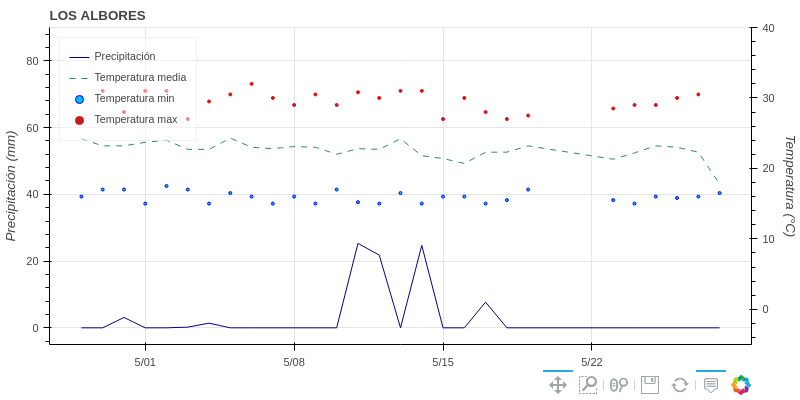 LOS ALBORES
Precipitación
Temperatura media
Temperatura min
Temperatura max
Precipitación (mm)
80
60
40
20
0
Temperatura (°C)
40
30
20
10
0
5/01 5/08 5/15 5/22